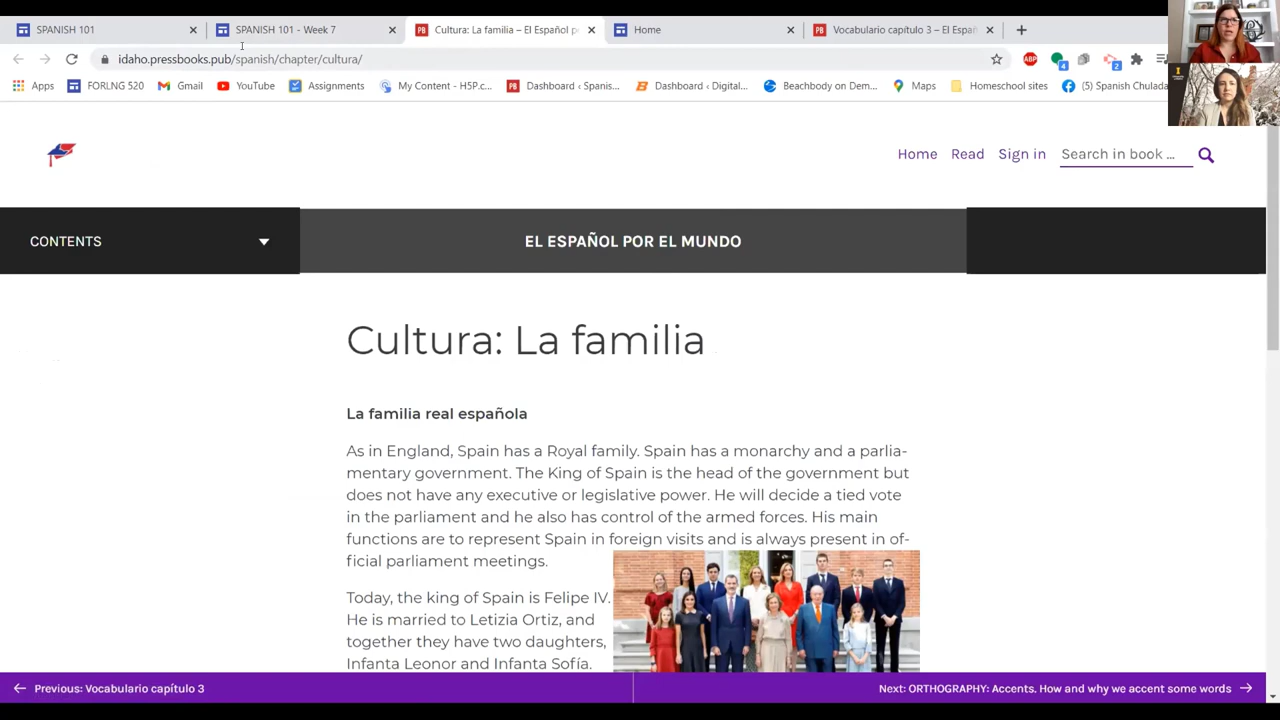 SPANISH 101
SPANISH 101 - Week 7
Cultura: La familia – El Español p
Home
Vocabulario capítulo 3 – El Españ
idaho.pressbooks.pub/spanish/chapter/cultura/
ABP
4
2
Apps
FORLNG 520
Gmail
YouTube
Assignments
My Content - H5P...
Dashboard ‹ Spanis...
Dashboard ‹ Digital...
Beachbody on Dem...
Maps
Homeschool sites
(5) Spanish Chulada
Home
Read
Sign in
Search in book ...
CONTENTS
EL ESPAÑOL POR EL MUNDO
Cultura: La familia
La familia real española
As in England, Spain has a Royal family. Spain has a monarchy and a parlia-
mentary government. The King of Spain is the head of the government but
does not have any executive or legislative power. He will decide a tied vote
in the parliament and he also has control of the armed forces. His main
functions are to represent Spain in foreign visits and is always present in of-
ficial parliament meetings.
Today, the king of Spain is Felipe IV.
He is married to Letizia Ortiz, and
together they have two daughters,
Infanta Leonor and Infanta Sofía.
Previous: Vocabulario capítulo 3
Next: ORTHOGRAPHY: Accents. How and why we accent some words